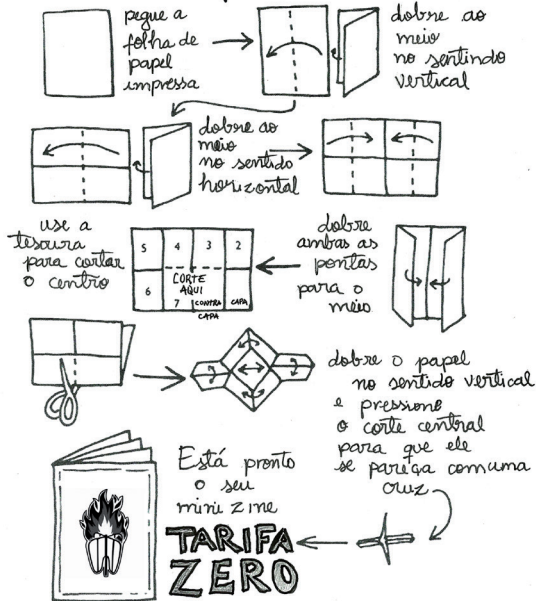 pegue a
folha de
papel
impressa
dobre ao
meio
no sentindo
vertical
dobre ao
meio
no sentido
horizontal
dobre
ambas as
pontas
para o
meio
5 4 3 2
CORTE
AQUI
6 7 CONTRA CAPA
CAPA
use a
tesoura
para cortar
o centro
dobre o papel
no sentido vertical
e pressione
o corte central
para que ele
se pareça com uma
cruz
Está pronto
o seu
mini zine
TARIFA
ZERO